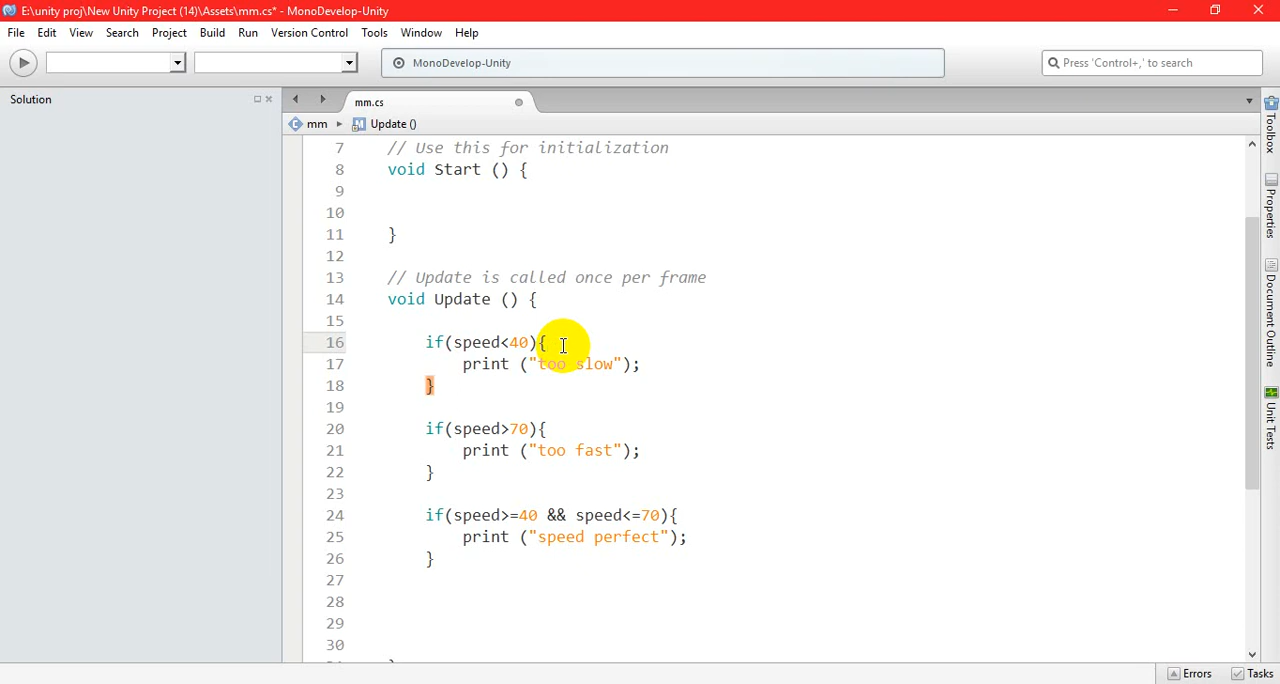 E:\unity proj\New Unity Project (14)\Assets\mm.cs* - MonoDevelop-Unity
File Edit View Search Project Build Run Version Control Tools Window Help
MonoDevelop-Unity
Press 'Control+,' to search
Solution
mm.cs
mm
Update ()
7 // Use this for initialization
8 void Start () {
9
10
11 }
12
13 // Update is called once per frame
14 void Update () {
15
16 if(speed<40){
17 print ("too slow");
18 }
19
20 if(speed>70){
21 print ("too fast");
22 }
23
24 if(speed>=40 && speed<=70){
25 print ("speed perfect");
26 }
27
28
29
30
Toolbox
Properties
Document Outline
Unit Tests
Errors
Tasks